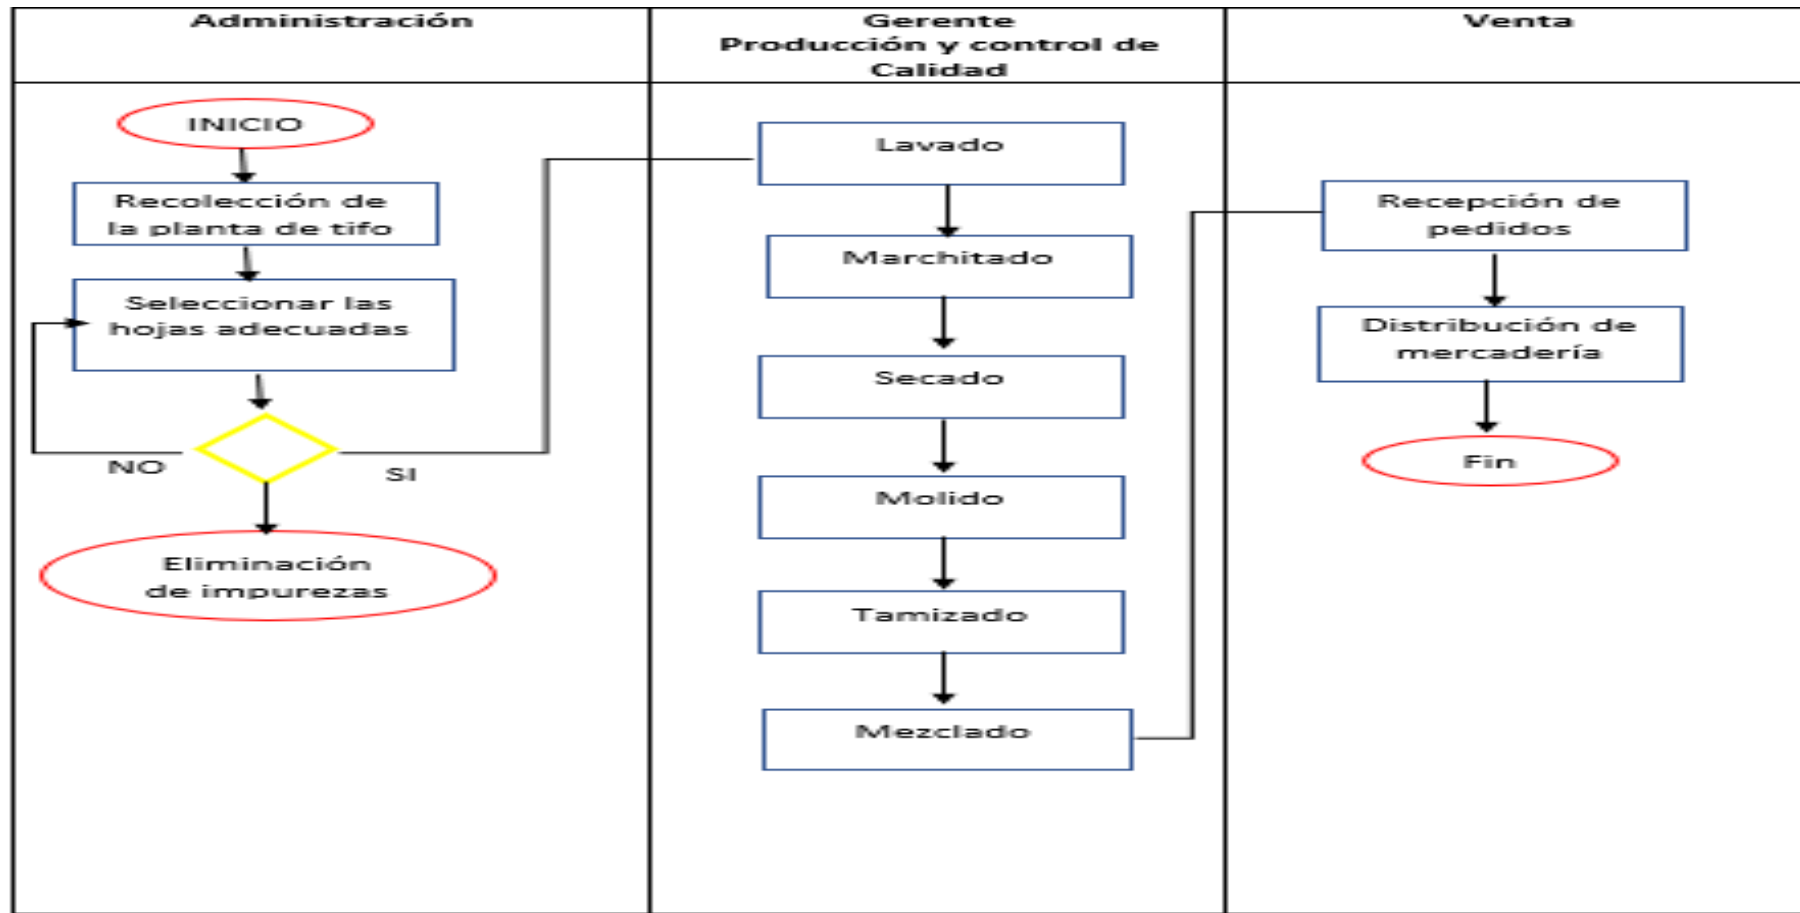 Administración
Gerente
Producción y control de
Calidad
Venta
INICIO
Recolección de
la planta de tifo
Seleccionar las
hojas adecuadas
NO
SI
Eliminación
de impurezas
Lavado
Marchitado
Secado
Molido
Tamizado
Mezclado
Recepción de
pedidos
Distribución de
mercadería
Fin